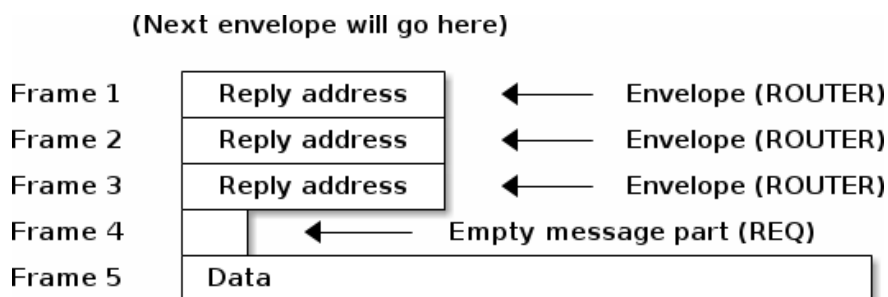 (Next envelope will go here)
Frame 1 Reply address Envelope (ROUTER)
Frame 2 Reply address Envelope (ROUTER)
Frame 3 Reply address Envelope (ROUTER)
Frame 4 Empty message part (REQ)
Frame 5 Data